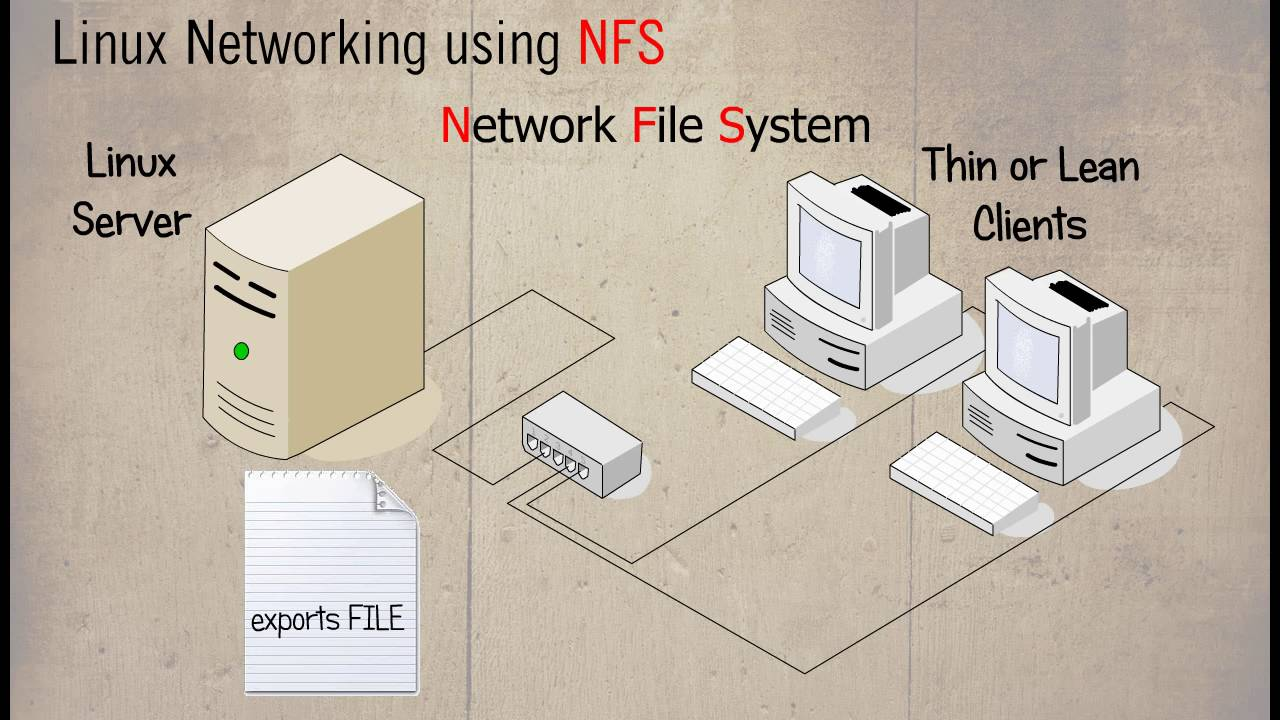 Linux Networking using NFS
Network File System
Linux
Server
Thin or Lean
Clients
exports FILE